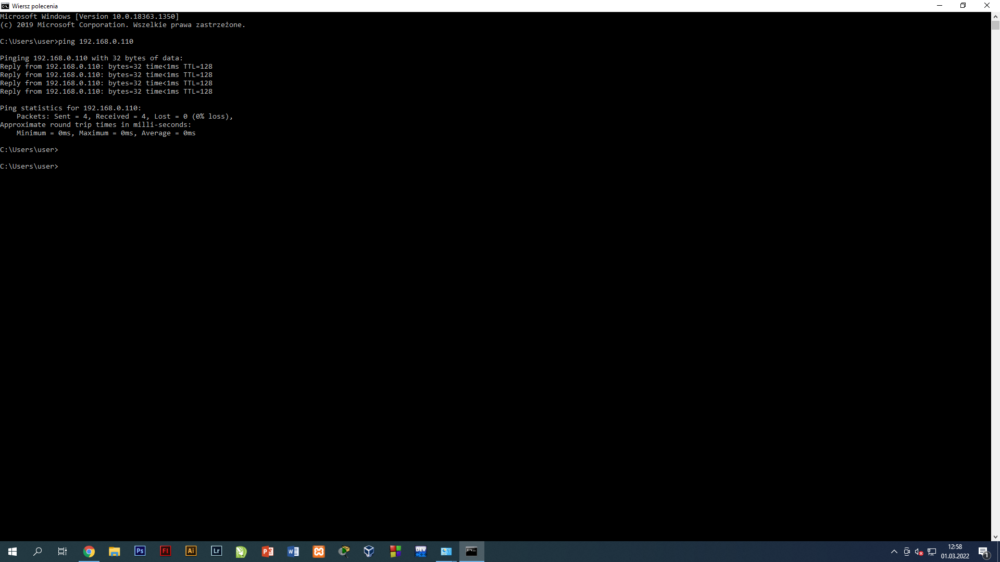 Wiersz polecenia
Microsoft Windows [Version 10.0.18363.1350]
(c) 2019 Microsoft Corporation. Wszelkie prawa zastrzeżone.
C:\Users\user>ping 192.168.0.110
Pinging 192.168.0.110 with 32 bytes of data:
Reply from 192.168.0.110: bytes=32 time<1ms TTL=128
Reply from 192.168.0.110: bytes=32 time<1ms TTL=128
Reply from 192.168.0.110: bytes=32 time<1ms TTL=128
Reply from 192.168.0.110: bytes=32 time<1ms TTL=128
Ping statistics for 192.168.0.110:
    Packets: Sent = 4, Received = 4, Lost = 0 (0% loss),
Approximate round trip times in milli-seconds:
    Minimum = 0ms, Maximum = 0ms, Average = 0ms
C:\Users\user>
C:\Users\user>
Ps Fl Ai Lr P W DEV C:\
12:58
01.03.2022
1